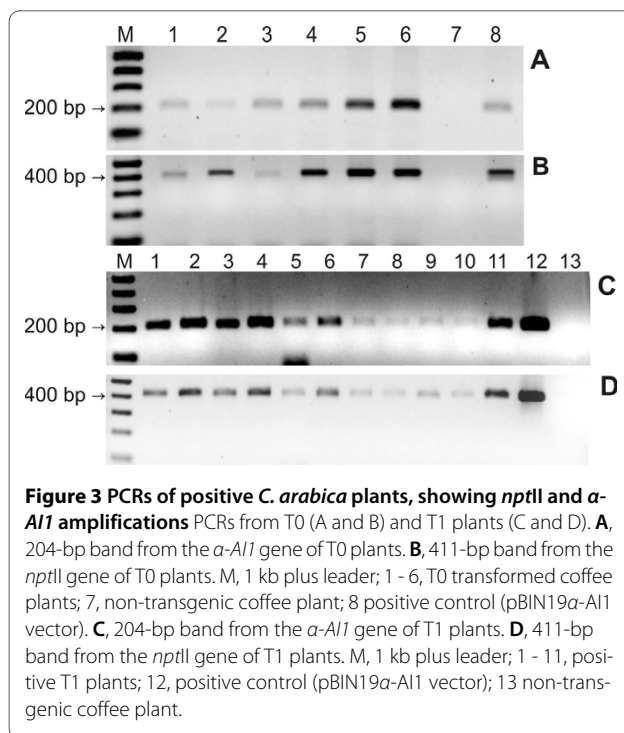 M 1 2 3 4 5 6 7 8
A
200 bp →
B
400 bp →
M 1 2 3 4 5 6 7 8 9 10 11 12 13
C
200 bp →
400 bp →
D
Figure 3 PCRs of positive C. arabica plants, showing nptII and α-
AI1 amplifications PCRs from T0 (A and B) and T1 plants (C and D). A,
204-bp band from the α-AI1 gene of T0 plants. B, 411-bp band from the
nptII gene of T0 plants. M, 1 kb plus leader; 1 - 6, T0 transformed coffee
plants; 7, non-transgenic coffee plant; 8 positive control (pBIN19α-AI1
vector). C, 204-bp band from the α-AI1 gene of T1 plants. D, 411-bp
band from the nptII gene of T1 plants. M, 1 kb plus leader; 1 - 11, posi-
tive T1 plants; 12, positive control (pBIN19α-AI1 vector); 13 non-trans-
genic coffee plant.